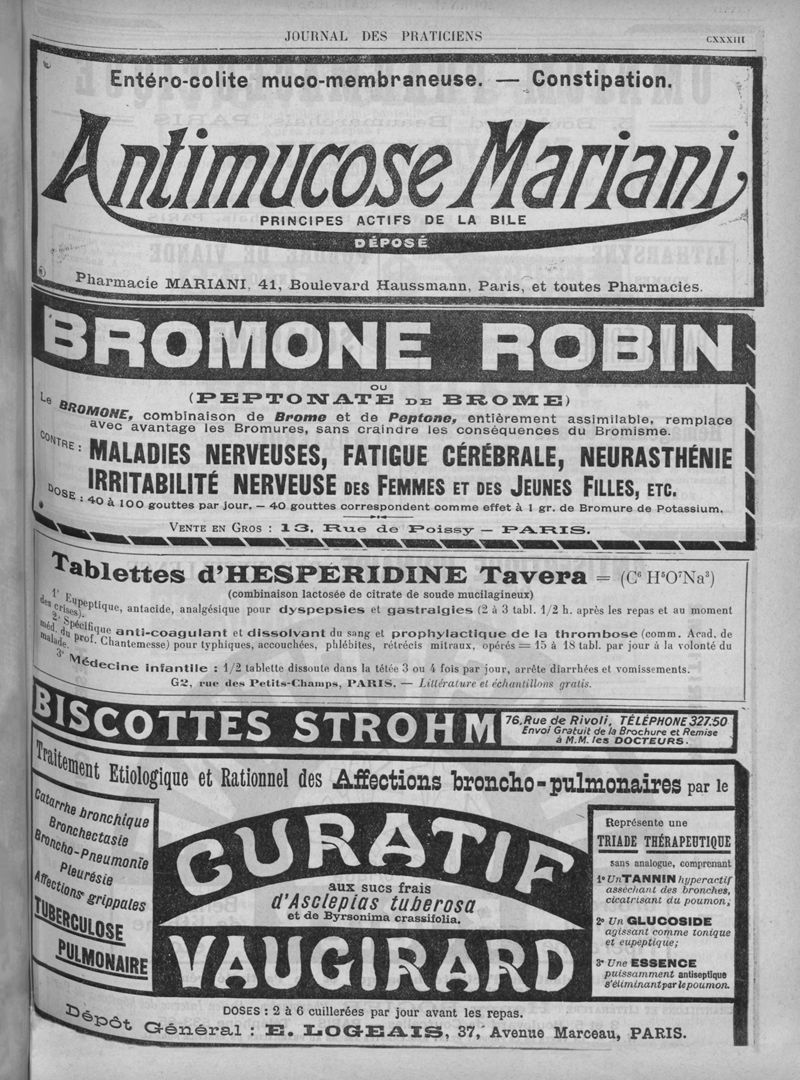 JOURNAL DES PRATICIENS
CXXXIII
Entéro-colite muco-membraneuse. — Constipation.
Antimucose Mariani
PRINCIPES ACTIFS DE LA BILE
DÉPOSÉ
Pharmacie MARIANI, 41, Boulevard Haussmann, Paris, et toutes Pharmacies.
BROMONE ROBIN
OU
(PEPTONATE DE BROME)
Le BROMONE, combinaison de Brome et de Peptone, entièrement assimilable, remplace
avec avantage les Bromures, sans craindre les conséquences du Bromisme.
CONTRE : MALADIES NERVEUSES, FATIGUE CÉRÉBRALE, NEURASTHÉNIE
IRRITABILITÉ NERVEUSE DES FEMMES ET DES JEUNES FILLES, ETC.
DOSE : 40 à 100 gouttes par jour. — 40 gouttes correspondent comme effet à 1 gr. de Bromure de Potassium.
VENTE EN GROS : 13, Rue de Poissy — PARIS.
Tablettes d'HESPÉRIDINE Tavera = (C⁶ H⁵O⁷Na³)
(combinaison lactosée de citrate de soude mucilagineux)
1° Eupeptique, antacide, analgésique pour dyspepsies et gastralgies (2 à 3 tabl. 1/2 h. après les repas et au moment
des crises).
2° Spécifique anti-coagulant et dissolvant du sang et prophylactique de la thrombose (comm. Acad. de
méd. du prof. Chantemesse) pour typhiques, accouchées, phlébites, rétrécis mitraux, opérés = 15 à 18 tabl. par jour à la volonté du
malade.
3° Médecine infantile : 1/2 tablette dissoute dans la tétée 3 ou 4 fois par jour, arrête diarrhées et vomissements.
62, rue des Petits-Champs, PARIS. — Littérature et échantillons gratis.
BISCOTTES STROHM
76, Rue de Rivoli. TÉLÉPHONE 327.50
Envoi Gratuit de la Brochure et Remise
à M.M. les DOCTEURS.
Traitement Etiologique et Rationnel des Affections broncho-pulmonaires par le
Catarrhe bronchique
Bronchectasie
Broncho-Pneumonie
Pleurésie
Affections grippales
TUBERCULOSE
PULMONAIRE
CURATIF
aux sucs frais
d'Asclepias tuberosa
et de Byrsonima crassifolia.
VAUGIRARD
Représente une
TRIADE THÉRAPEUTIQUE
sans analogue, comprenant
1° Un TANNIN hyperactif
asséchant des bronches,
cicatrisant du poumon;
2° Un GLUCOSIDE
agissant comme tonique
et eupeptique;
3° Une ESSENCE
puissamment antiseptique
s'éliminant par le poumon.
DOSES : 2 à 6 cuillerées par jour avant les repas.
Dépôt Général : E. LOGEAIS, 37, Avenue Marceau, PARIS.